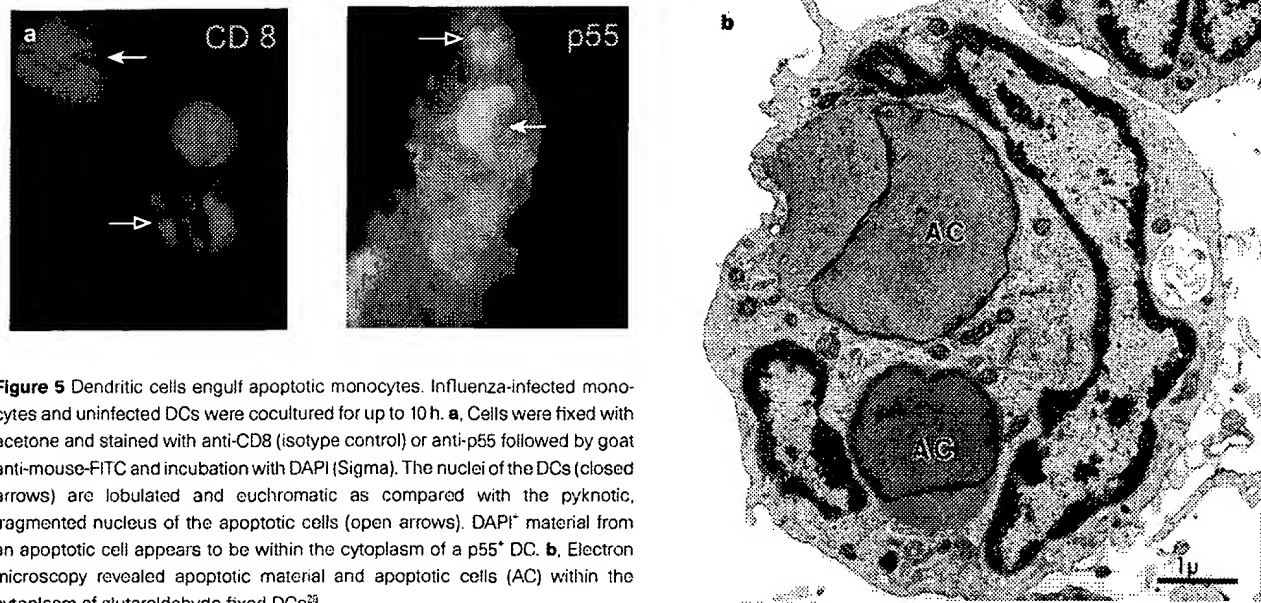 a
CD 8
p55
b
AC
AC
1μ
Figure 5 Dendritic cells engulf apoptotic monocytes. Influenza-infected mono-
cytes and uninfected DCs were cocultured for up to 10 h. a, Cells were fixed with
acetone and stained with anti-CD8 (isotype control) or anti-p55 followed by goat
anti-mouse-FITC and incubation with DAPI (Sigma). The nuclei of the DCs (closed
arrows) are lobulated and euchromatic as compared with the pyknotic,
fragmented nucleus of the apoptotic cells (open arrows). DAPI⁺ material from
an apoptotic cell appears to be within the cytoplasm of a p55⁺ DC. b, Electron
microscopy revealed apoptotic material and apoptotic cells (AC) within the
cytoplasm of glutaraldehyde-fixed DCs²⁹.